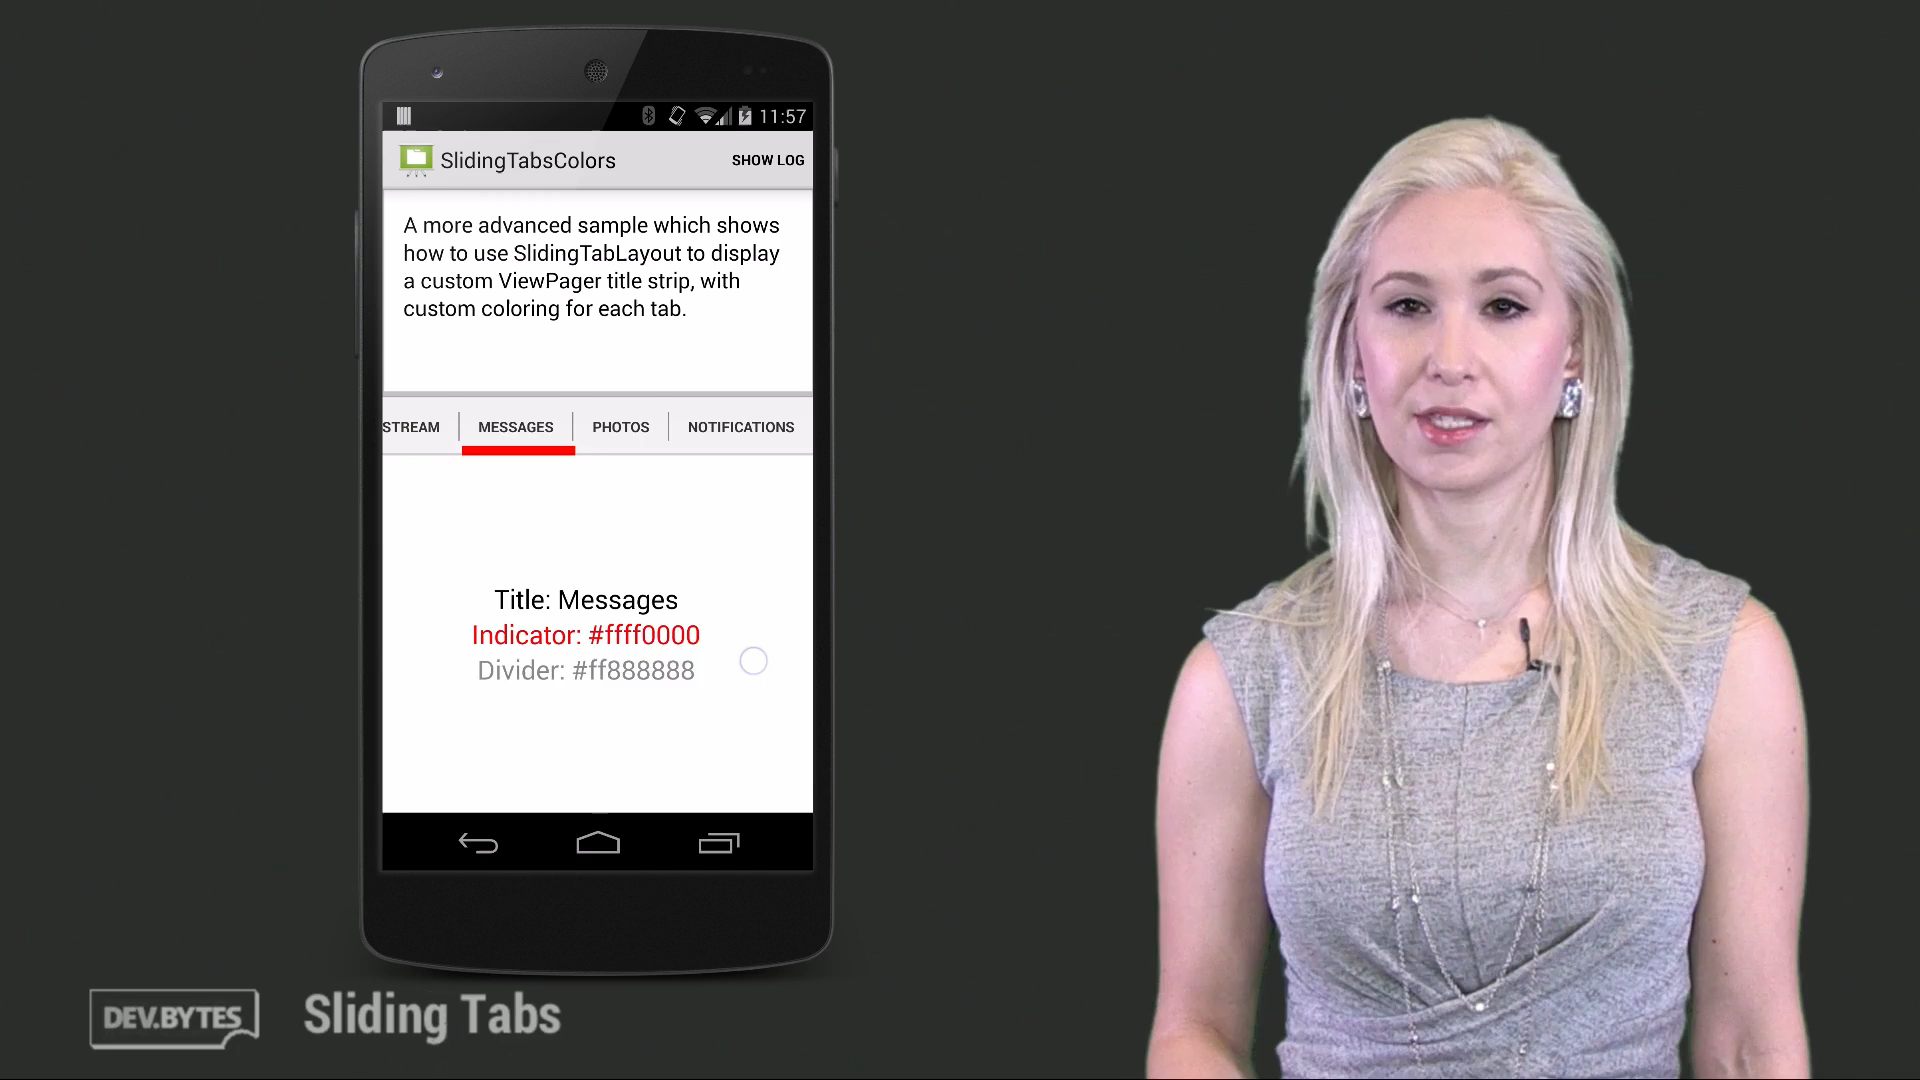 11:57
SlidingTabsColors SHOW LOG
A more advanced sample which shows
how to use SlidingTabLayout to display
a custom ViewPager title strip, with
custom coloring for each tab.
STREAM MESSAGES PHOTOS NOTIFICATIONS
Title: Messages
Indicator: #ffff0000
Divider: #ff888888
DEV.BYTES Sliding Tabs